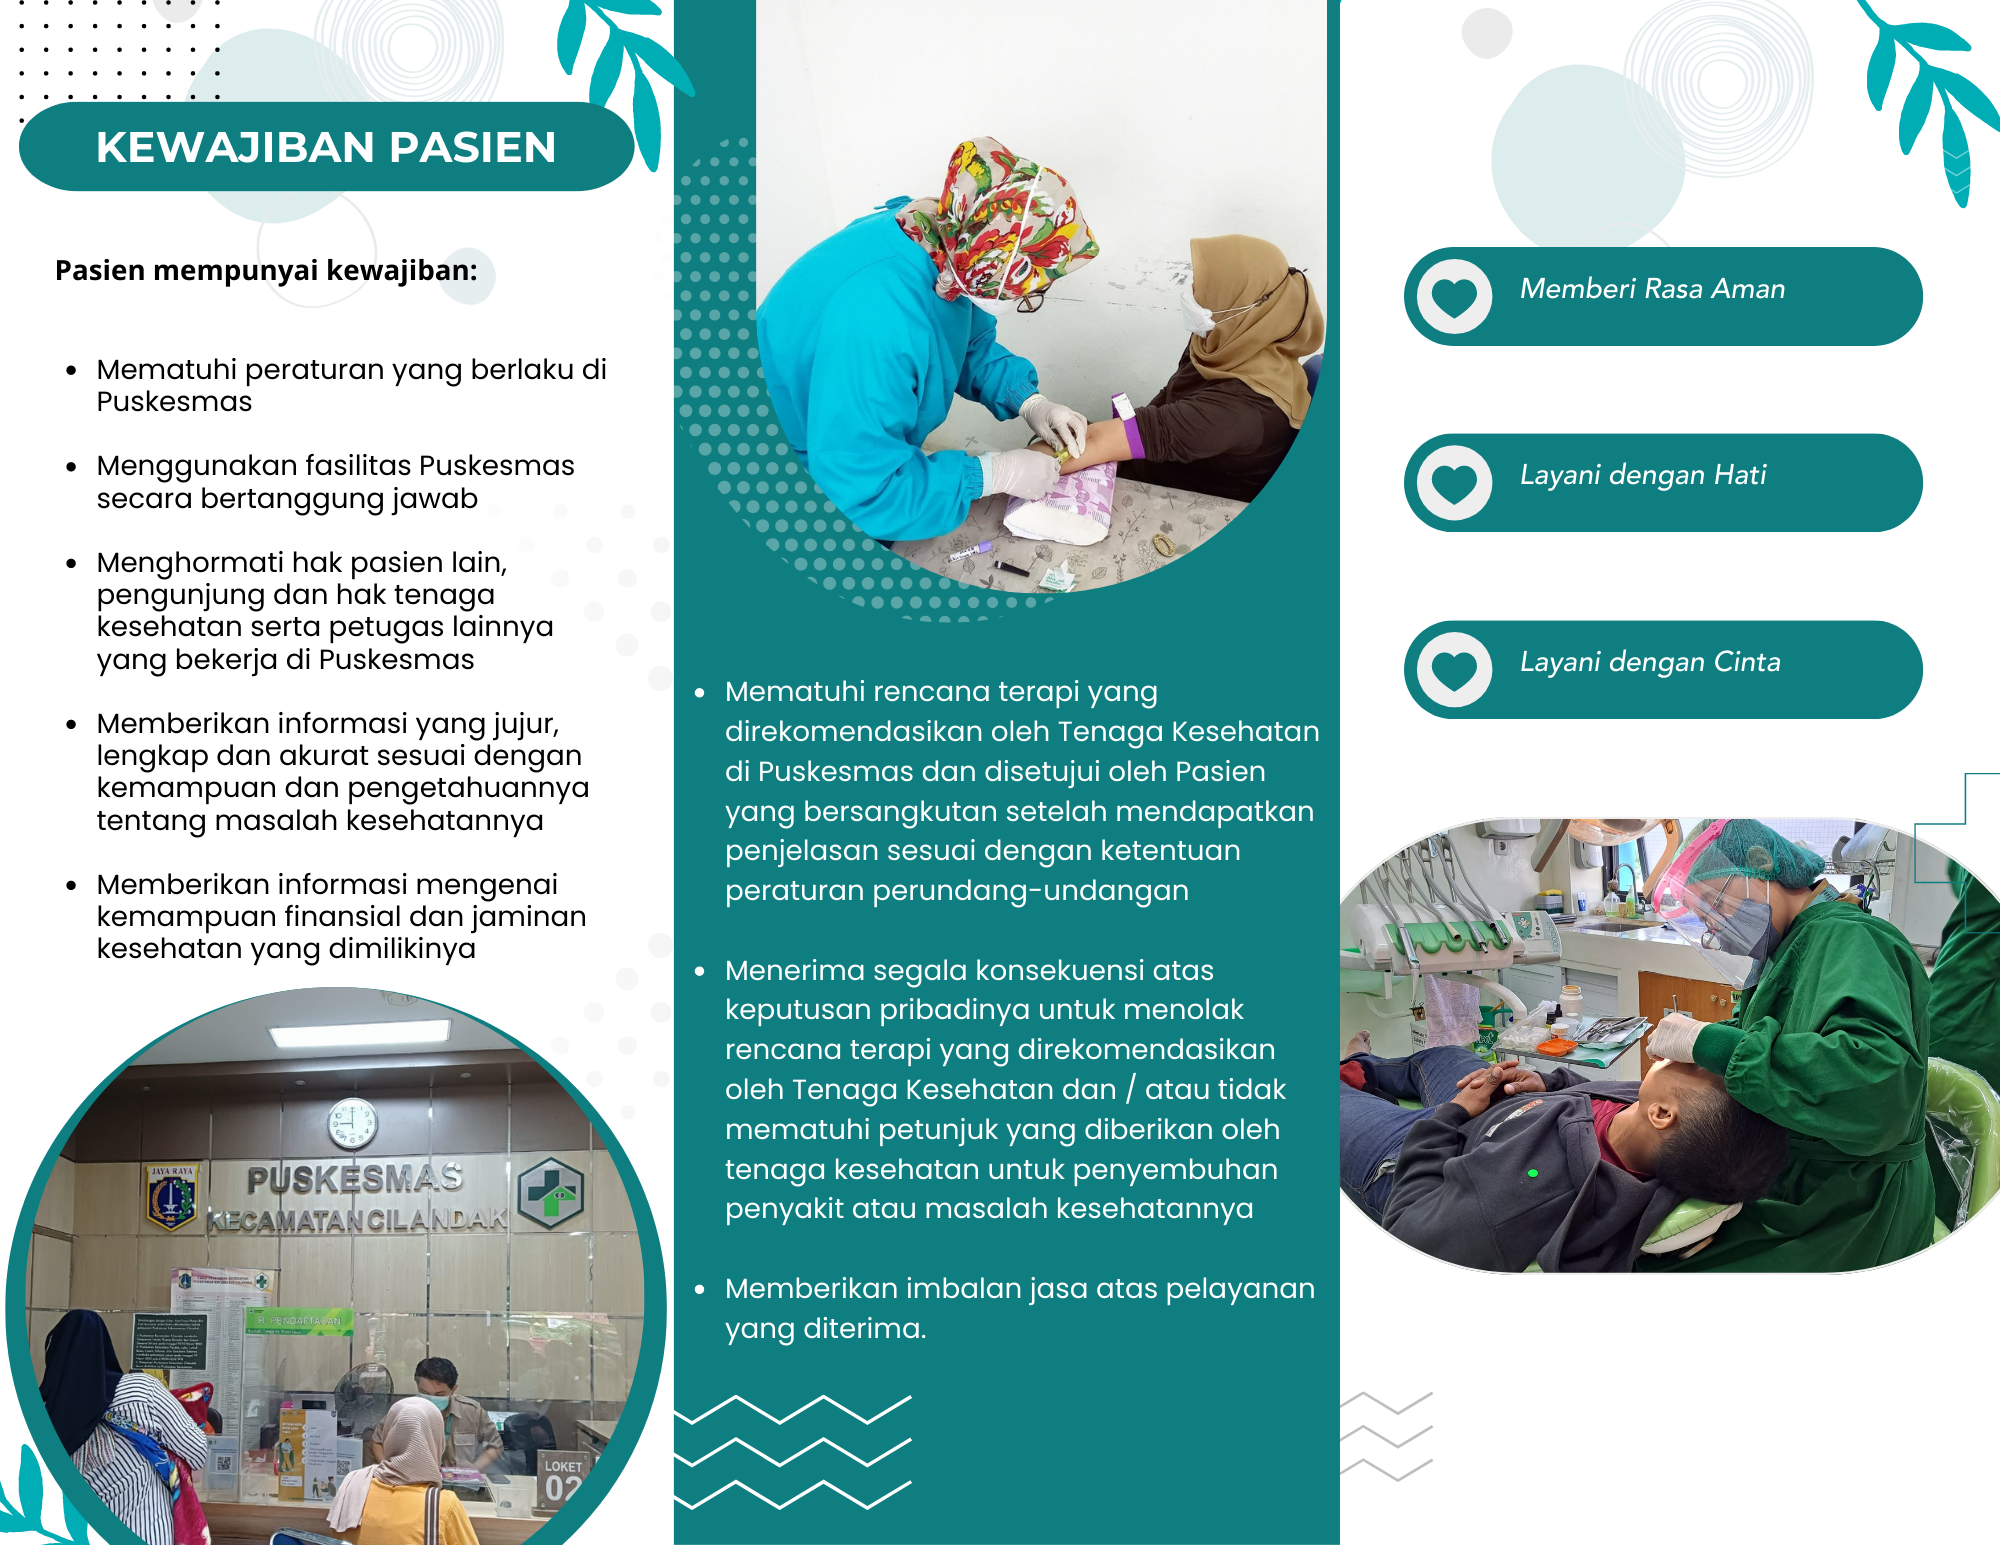 KEWAJIBAN PASIEN
Pasien mempunyai kewajiban:
Mematuhi peraturan yang berlaku di
Puskesmas
Menggunakan fasilitas Puskesmas
secara bertanggung jawab
Menghormati hak pasien lain,
pengunjung dan hak tenaga
kesehatan serta petugas lainnya
yang bekerja di Puskesmas
Memberikan informasi yang jujur,
lengkap dan akurat sesuai dengan
kemampuan dan pengetahuannya
tentang masalah kesehatannya
Memberikan informasi mengenai
kemampuan finansial dan jaminan
kesehatan yang dimilikinya
JAYA RAYA
PUSKESMAS
KECAMATAN CILANDAK
R. PENDAFTARAN
LOKET
02
Mematuhi rencana terapi yang
direkomendasikan oleh Tenaga Kesehatan
di Puskesmas dan disetujui oleh Pasien
yang bersangkutan setelah mendapatkan
penjelasan sesuai dengan ketentuan
peraturan perundang-undangan
Menerima segala konsekuensi atas
keputusan pribadinya untuk menolak
rencana terapi yang direkomendasikan
oleh Tenaga Kesehatan dan / atau tidak
mematuhi petunjuk yang diberikan oleh
tenaga kesehatan untuk penyembuhan
penyakit atau masalah kesehatannya
Memberikan imbalan jasa atas pelayanan
yang diterima.
Memberi Rasa Aman
Layani dengan Hati
Layani dengan Cinta